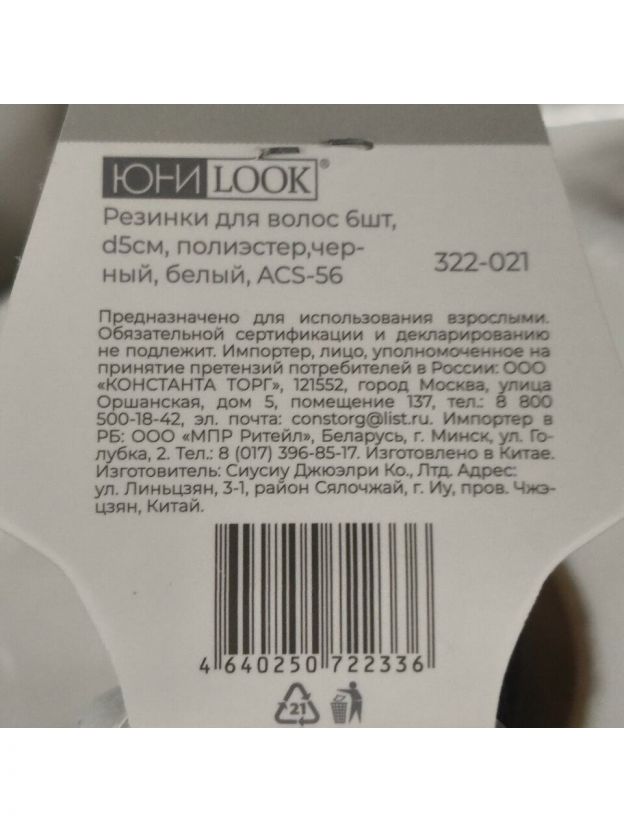 ЮНИ LOOK®
Резинки для волос 6шт,
d5см, полиэстер,чер-
ный, белый, ACS-56
322-021
Предназначено для использования взрослыми.
Обязательной сертификации и декларированию
не подлежит. Импортер, лицо, уполномоченное на
принятие претензий потребителей в России: ООО
«КОНСТАНТА ТОРГ», 121552, город Москва, улица
Оршанская, дом 5, помещение 137, тел.: 8 800
500-18-42, эл. почта: constorg@list.ru. Импортер в
РБ: ООО «МПР Ритейл», Беларусь, г. Минск, ул. Го-
лубка, 2. Тел.: 8 (017) 396-85-17. Изготовлено в Китае.
Изготовитель: Сиусиу Джюэлри Ко., Лтд. Адрес:
ул. Линьцзян, 3-1, район Сялочжай, г. Иу, пров. Чжэ-
цзян, Китай.
4 640250 722336
21